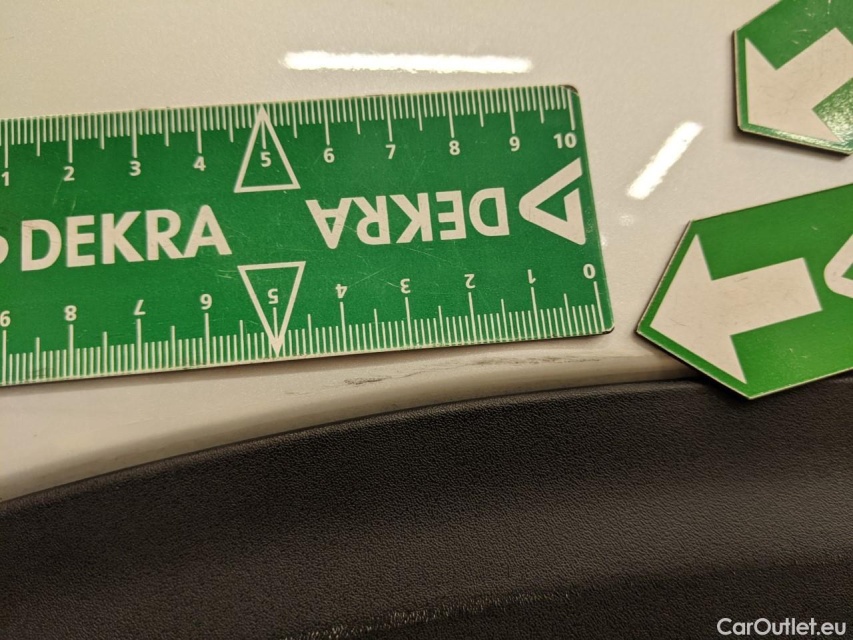 1 2 3 4 5 6 7 8 9 10
DEKRA
DEKRA
0 1 2 3 4 5 6 7 8 9
CarOutlet.eu